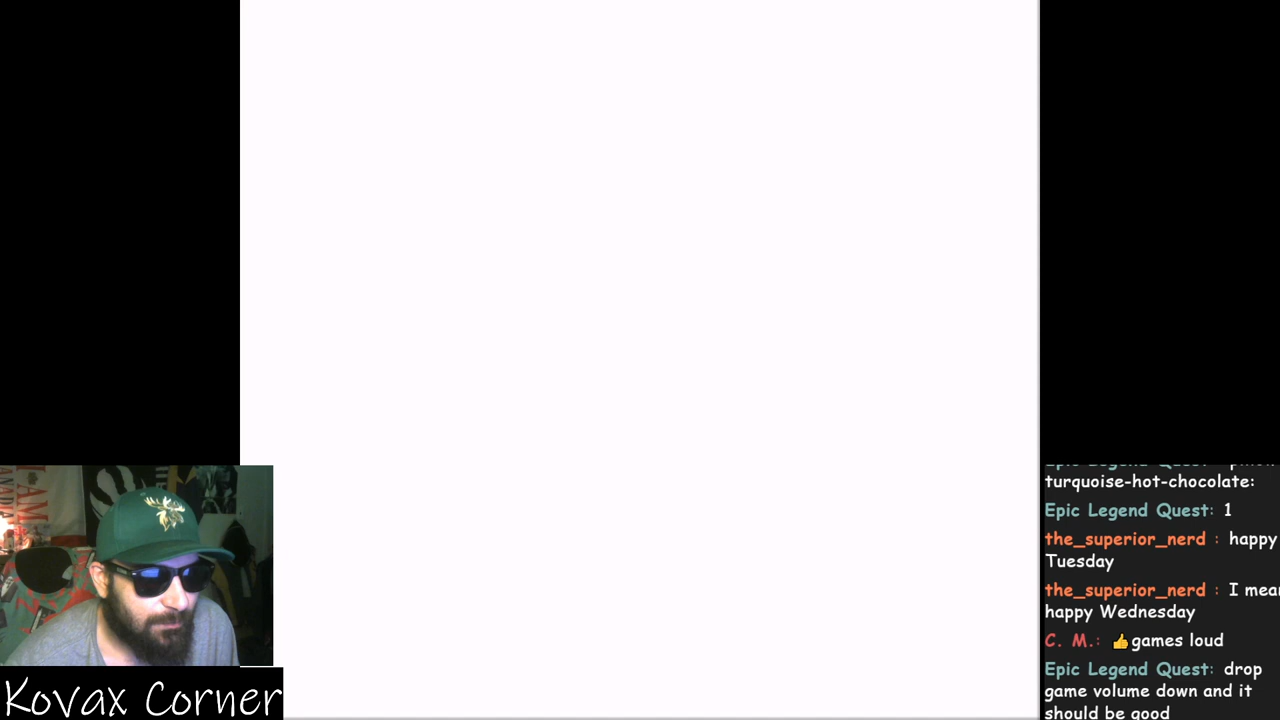 turquoise-hot-chocolate:
Epic Legend Quest: 1
the_superior_nerd : happy
Tuesday
the_superior_nerd : I mean
happy Wednesday
C. M.: 👍games loud
Epic Legend Quest: drop
game volume down and it
should be good
Kovax Corner